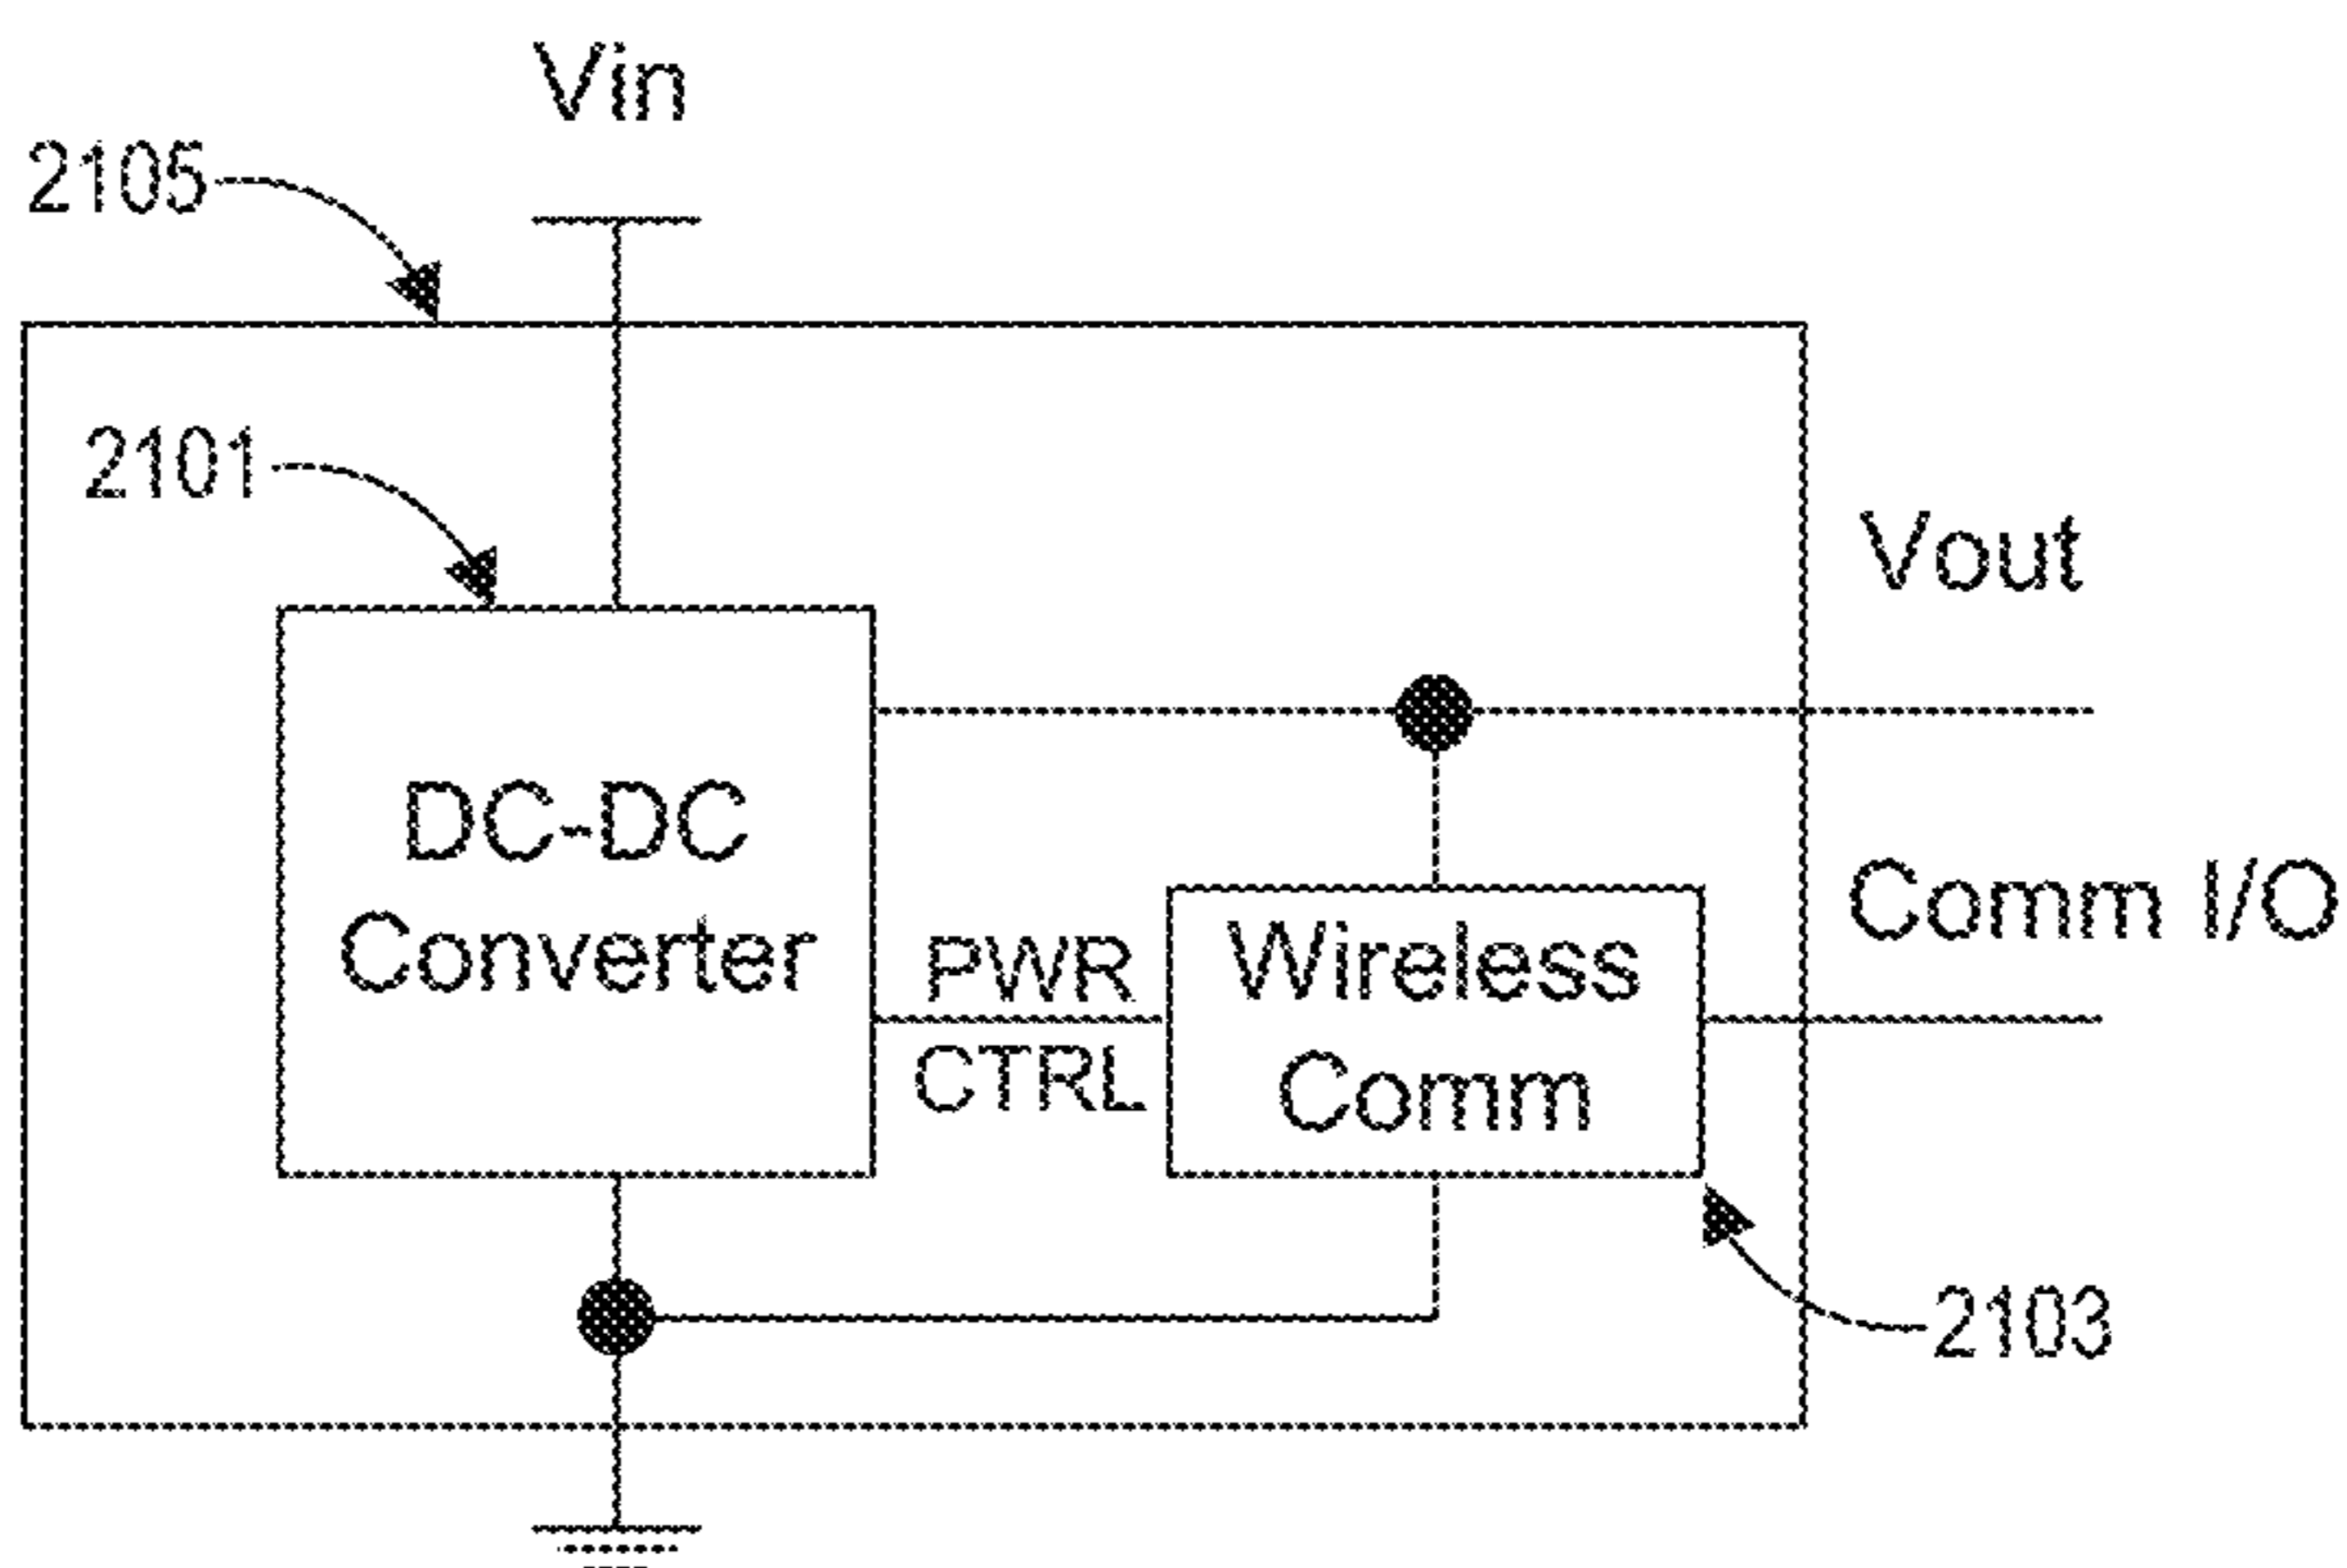 Vin
2105
2101
Vout
DC-DC
Converter
PWR
CTRL
Wireless
Comm
Comm I/O
2103